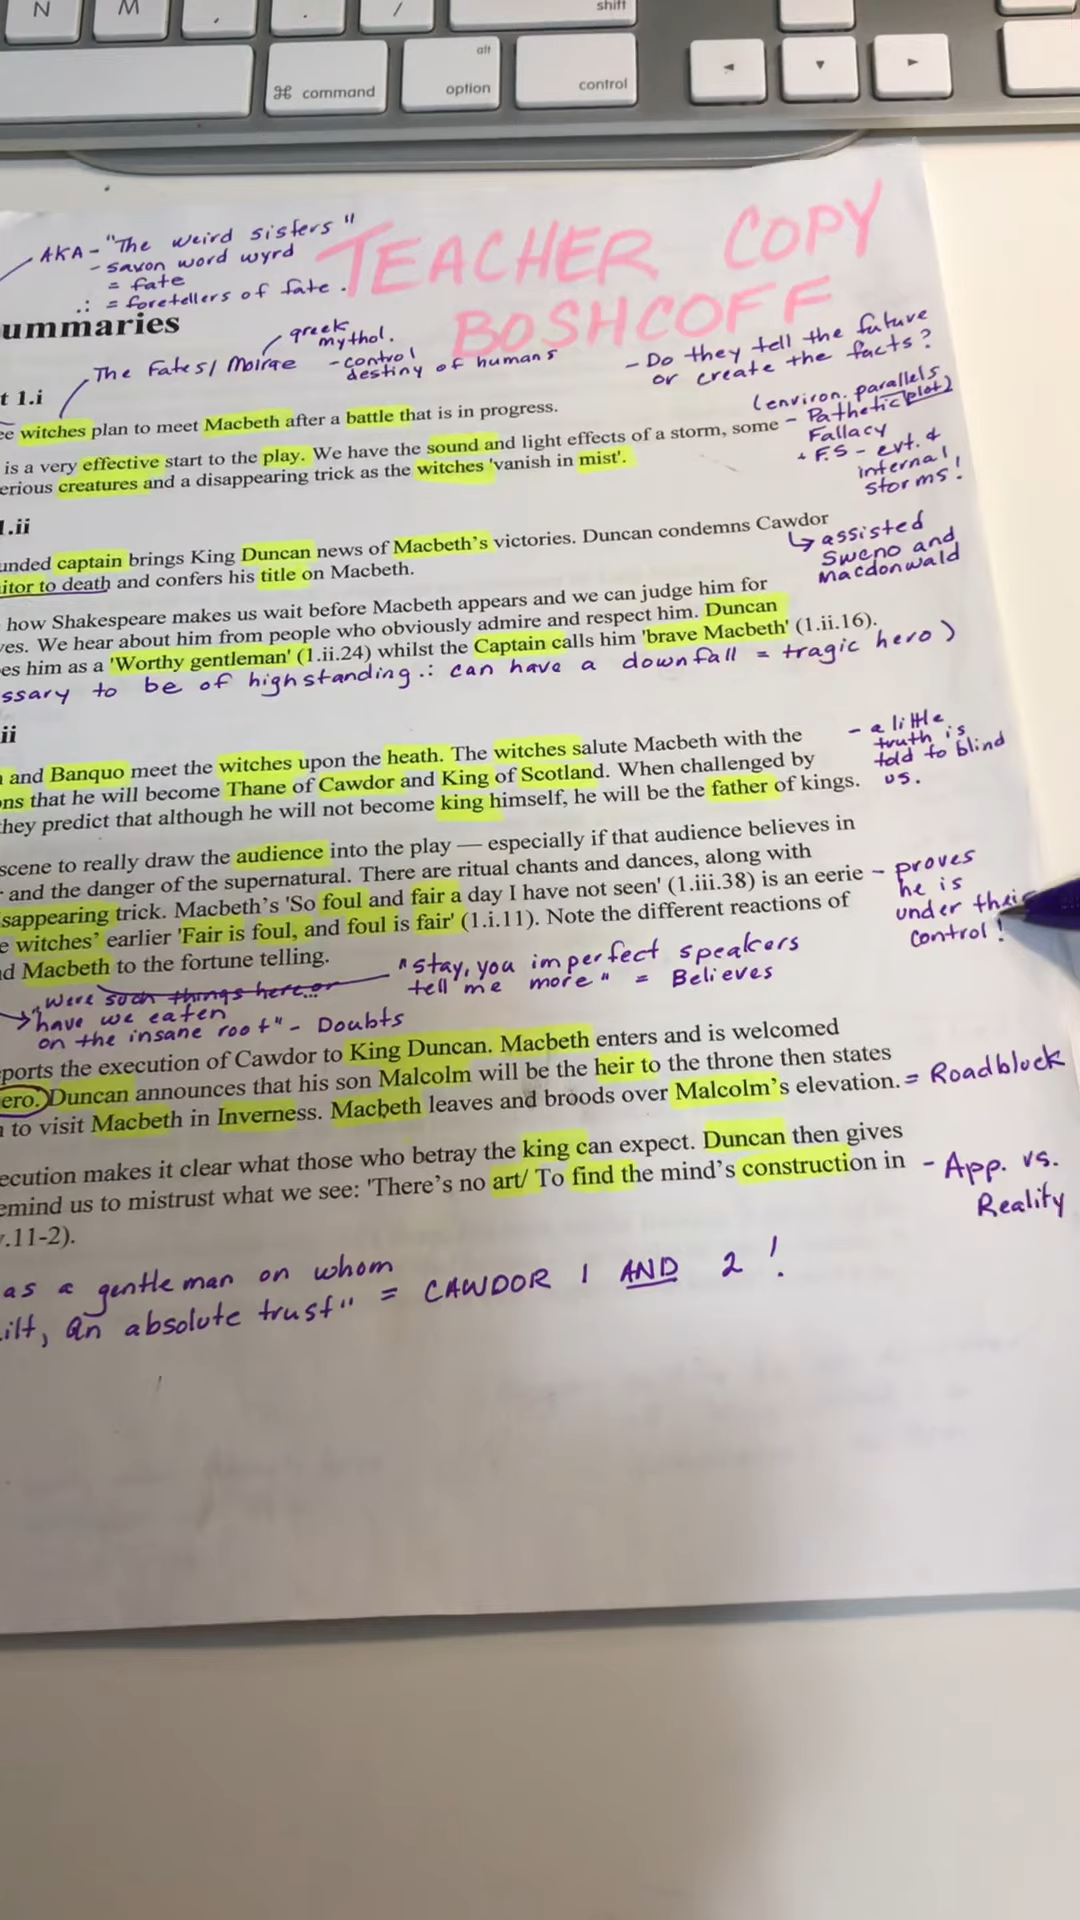 N M , . / shift
alt
⌘ command option control
◄ ▼ ►
TEACHER COPY
BOSHCOFF
AKA - "The weird sisters"
- saxon word wyrd
= fate
∴ = foretellers of fate.
ummaries
greek
mythol.
The Fates/Moirae - control
destiny of humans
- Do they tell the future
or create the facts?
t 1.i
ee witches plan to meet Macbeth after a battle that is in progress.
(environ. parallels
plot)
- Pathetic
Fallacy
+ F.S - ext. &
internal
storms!
is a very effective start to the play. We have the sound and light effects of a storm, some
erious creatures and a disappearing trick as the witches 'vanish in mist'.
1.ii
unded captain brings King Duncan news of Macbeth's victories. Duncan condemns Cawdor
itor to death and confers his title on Macbeth.
↳ assisted
Sweno and
Macdonwald
how Shakespeare makes us wait before Macbeth appears and we can judge him for
ves. We hear about him from people who obviously admire and respect him. Duncan
es him as a 'Worthy gentleman' (1.ii.24) whilst the Captain calls him 'brave Macbeth' (1.ii.16).
ssary to be of high standing ∴ can have a downfall = tragic hero)
ii
n and Banquo meet the witches upon the heath. The witches salute Macbeth with the
ons that he will become Thane of Cawdor and King of Scotland. When challenged by
they predict that although he will not become king himself, he will be the father of kings.
- a little
truth is
told to blind
us.
scene to really draw the audience into the play — especially if that audience believes in
r and the danger of the supernatural. There are ritual chants and dances, along with
sappearing trick. Macbeth's 'So foul and fair a day I have not seen' (1.iii.38) is an eerie
e witches' earlier 'Fair is foul, and foul is fair' (1.i.11). Note the different reactions of
nd Macbeth to the fortune telling.
- proves
he is
under their
control!
"stay, you imperfect speakers
tell me more" = Believes
"Were such things here or
→ have we eaten
on the insane root" - Doubts
ports the execution of Cawdor to King Duncan. Macbeth enters and is welcomed
ero. Duncan announces that his son Malcolm will be the heir to the throne then states
n to visit Macbeth in Inverness. Macbeth leaves and broods over Malcolm's elevation. = Roadblock
ecution makes it clear what those who betray the king can expect. Duncan then gives
emind us to mistrust what we see: 'There's no art/ To find the mind's construction in
v.11-2).
- App. vs.
Reality
as a gentleman on whom
ilt, an absolute trust" = CAWDOR 1 AND 2 !